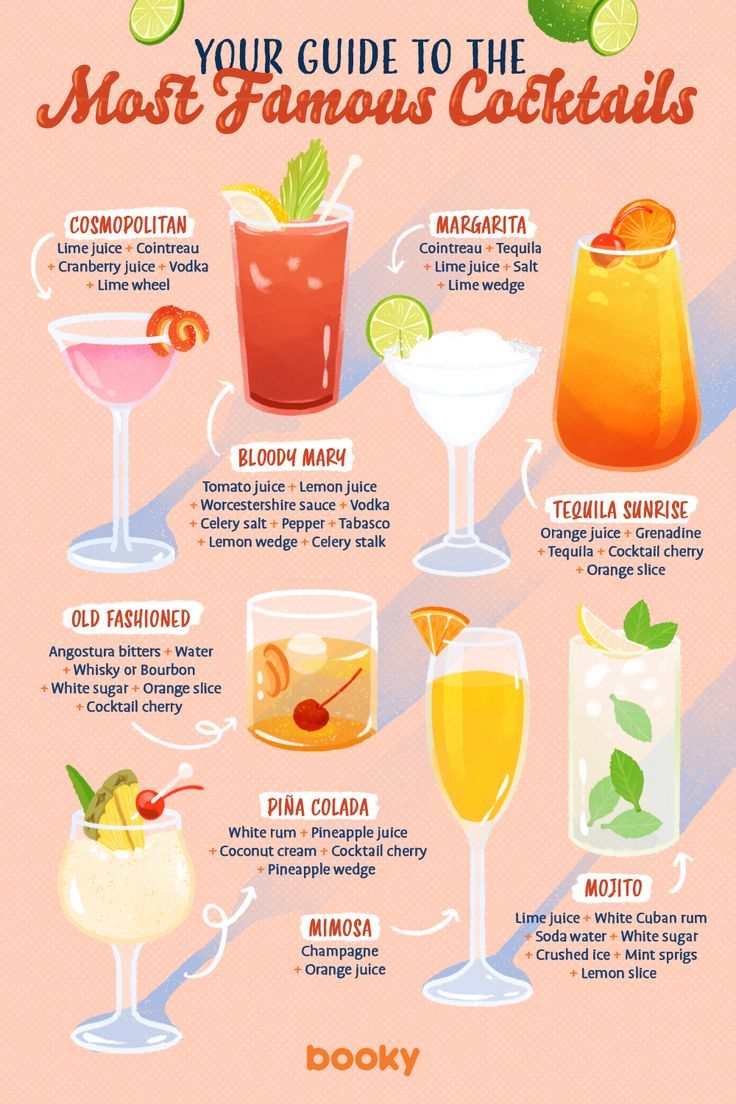 YOUR GUIDE TO THE
Most Famous Cocktails
COSMOPOLITAN
Lime juice + Cointreau
+ Cranberry juice + Vodka
+ Lime wheel
MARGARITA
Cointreau + Tequila
+ Lime juice + Salt
+ Lime wedge
BLOODY MARY
Tomato juice + Lemon juice
+ Worcestershire sauce + Vodka
+ Celery salt + Pepper + Tabasco
+ Lemon wedge + Celery stalk
TEQUILA SUNRISE
Orange juice + Grenadine
+ Tequila + Cocktail cherry
+ Orange slice
OLD FASHIONED
Angostura bitters + Water
+ Whisky or Bourbon
+ White sugar + Orange slice
+ Cocktail cherry
PIÑA COLADA
White rum + Pineapple juice
+ Coconut cream + Cocktail cherry
+ Pineapple wedge
MIMOSA
Champagne
+ Orange juice
MOJITO
Lime juice + White Cuban rum
+ Soda water + White sugar
+ Crushed ice + Mint sprigs
+ Lemon slice
booky